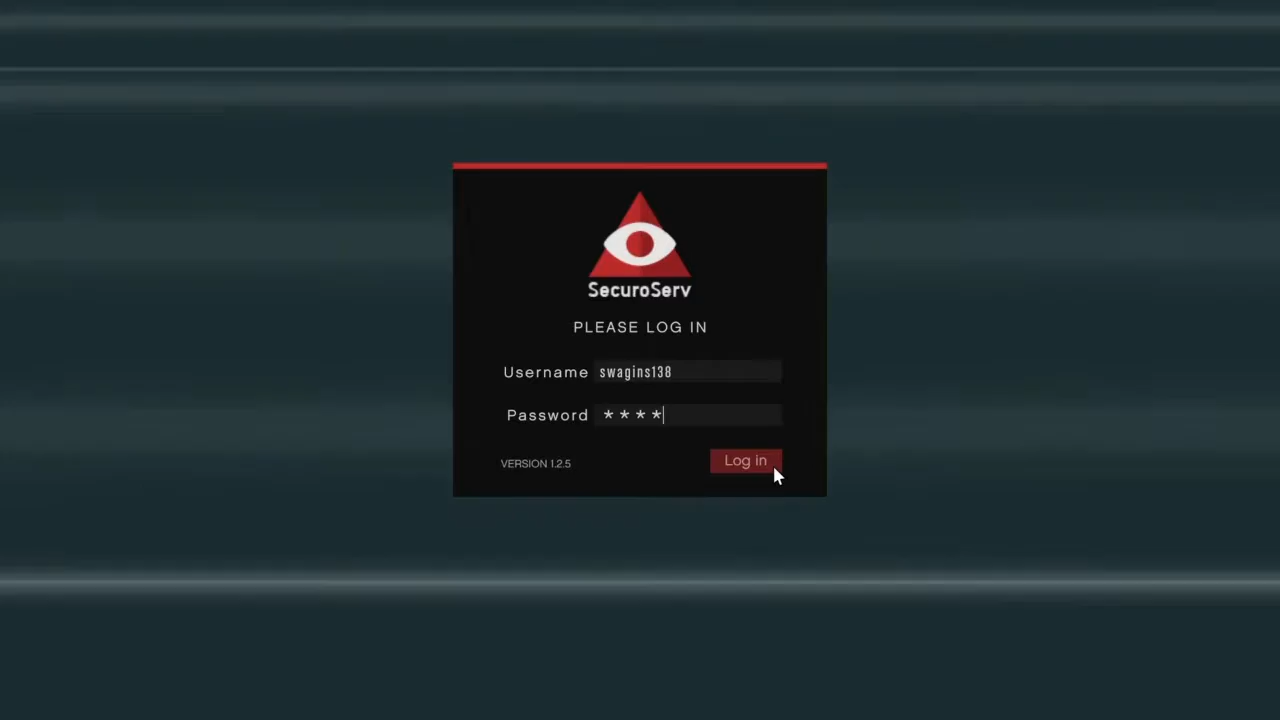 SecuroServ
PLEASE LOG IN
Username swagins138
Password ****
VERSION 1.2.5 Log in